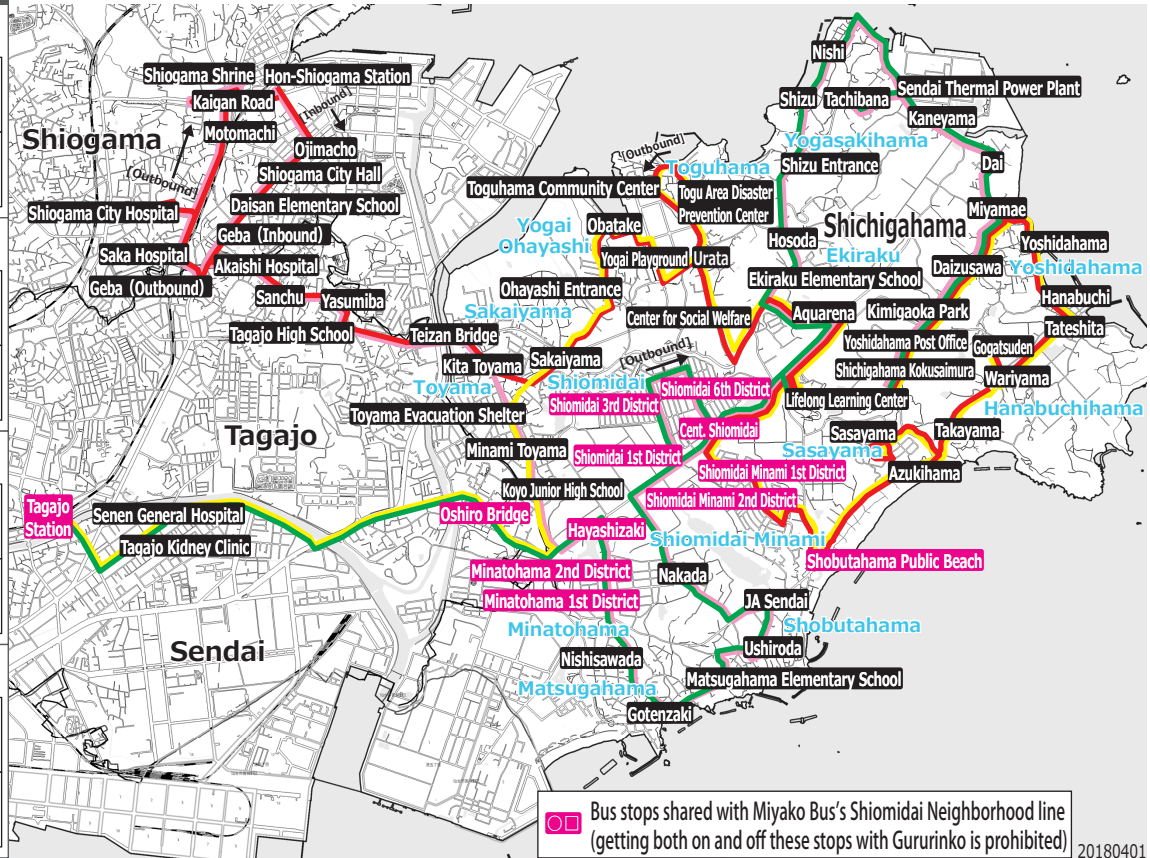 Shiogama Shrine
Hon-Shiogama Station
Kaigan Road
[Inbound]
Shiogama
Motomachi
Ojimacho
[Outbound]
Shiogama City Hall
Shiogama City Hospital
Daisan Elementary School
Geba (Inbound)
Saka Hospital
Akaishi Hospital
Geba (Outbound)
Sanchu
Yasumiba
Tagajo High School
Teizan Bridge
Kita Toyama
Toyama
Toyama Evacuation Shelter
Tagajo
Minami Toyama
Koyo Junior High School
Tagajo
Station
Senen General Hospital
Tagajo Kidney Clinic
Oshiro Bridge
Hayashizaki
Minatohama 2nd District
Minatohama 1st District
Minatohama
Sendai
Nishisawada
Matsugahama
Gotenzaki
Nishi
Shizu
Tachibana
Sendai Thermal Power Plant
Kaneyama
Yogasakihama
[Outbound]
Toguhama
Shizu Entrance
Dai
Toguhama Community Center
Togu Area Disaster
Prevention Center
Miyamae
Yogai
Ohayashi
Obatake
Shichigahama
Hosoda
Yoshidahama
Yogai Playground
Urata
Ekiraku
Daizusawa
Yoshidahama
Ohayashi Entrance
Ekiraku Elementary School
Hanabuchi
Sakaiyama
Center for Social Welfare
Aquarena
Kimigaoka Park
Tateshita
Yoshidahama Post Office
Gogatsuden
Sakaiyama
[Outbound]
Shichigahama Kokusaimura
Wariyama
Shiomidai
Shiomidai 6th District
Shiomidai 3rd District
Lifelong Learning Center
Hanabuchihama
Cent. Shiomidai
Sasayama
Takayama
Shiomidai 1st District
Sasayama
Shiomidai Minami 1st District
Azukihama
Shiomidai Minami 2nd District
Shiomidai Minami
Shobutahama Public Beach
Nakada
JA Sendai
Shobutahama
Ushiroda
Matsugahama Elementary School
Bus stops shared with Miyako Bus's Shiomidai Neighborhood line
(getting both on and off these stops with Gururinko is prohibited)
20180401